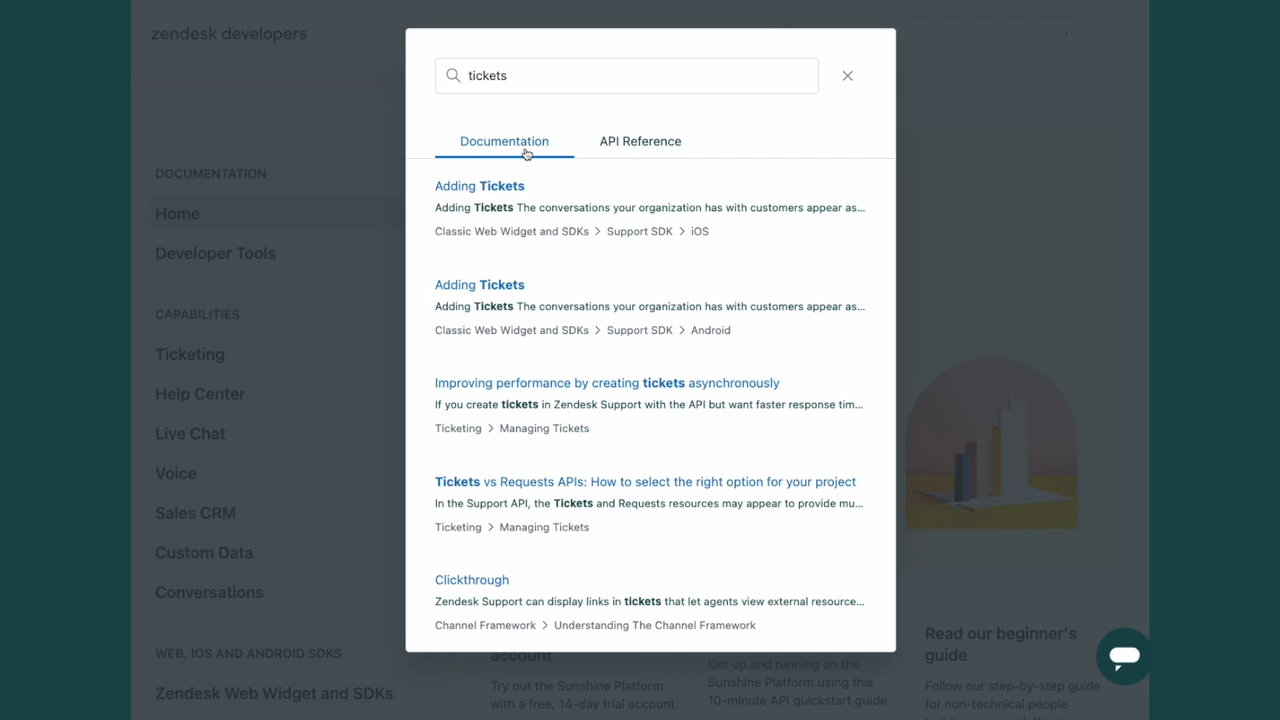 zendesk developers
/
tickets
Documentation
API Reference
DOCUMENTATION
Home
Developer Tools
CAPABILITIES
Ticketing
Help Center
Live Chat
Voice
Sales CRM
Custom Data
Conversations
WEB, IOS AND ANDROID SDKS
Zendesk Web Widget and SDKs
Adding Tickets
Adding Tickets The conversations your organization has with customers appear as...
Classic Web Widget and SDKs > Support SDK > iOS
Adding Tickets
Adding Tickets The conversations your organization has with customers appear as...
Classic Web Widget and SDKs > Support SDK > Android
Improving performance by creating tickets asynchronously
If you create tickets in Zendesk Support with the API but want faster response tim...
Ticketing > Managing Tickets
Tickets vs Requests APIs: How to select the right option for your project
In the Support API, the Tickets and Requests resources may appear to provide mu...
Ticketing > Managing Tickets
Clickthrough
Zendesk Support can display links in tickets that let agents view external resource...
Channel Framework > Understanding The Channel Framework
account
Try out the Sunshine Platform
with a free, 14-day trial account.
Get up and running on the
Sunshine Platform using this
10-minute API quickstart guide.
Read our beginner's
guide
Follow our step-by-step guide
for non-technical people